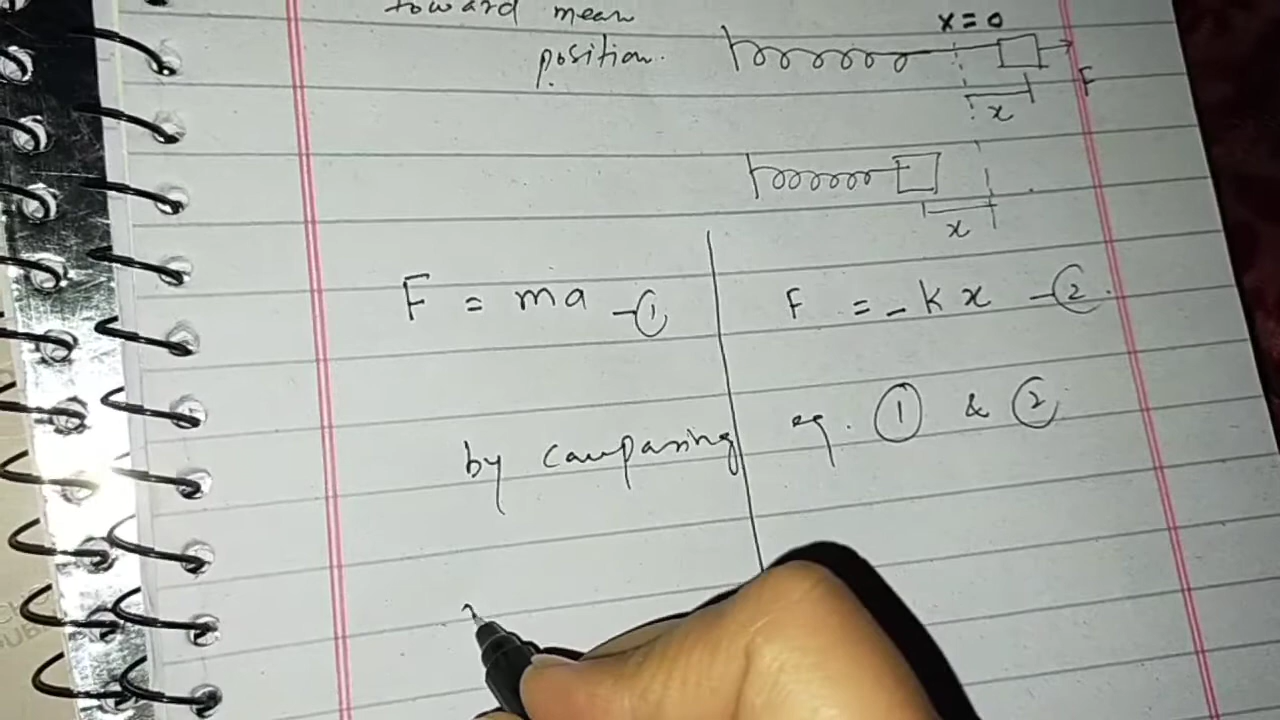 toward mean
position.
x = 0
F
x
x
F = ma -①
F = -kx -②.
by comparing eq. ① & ②